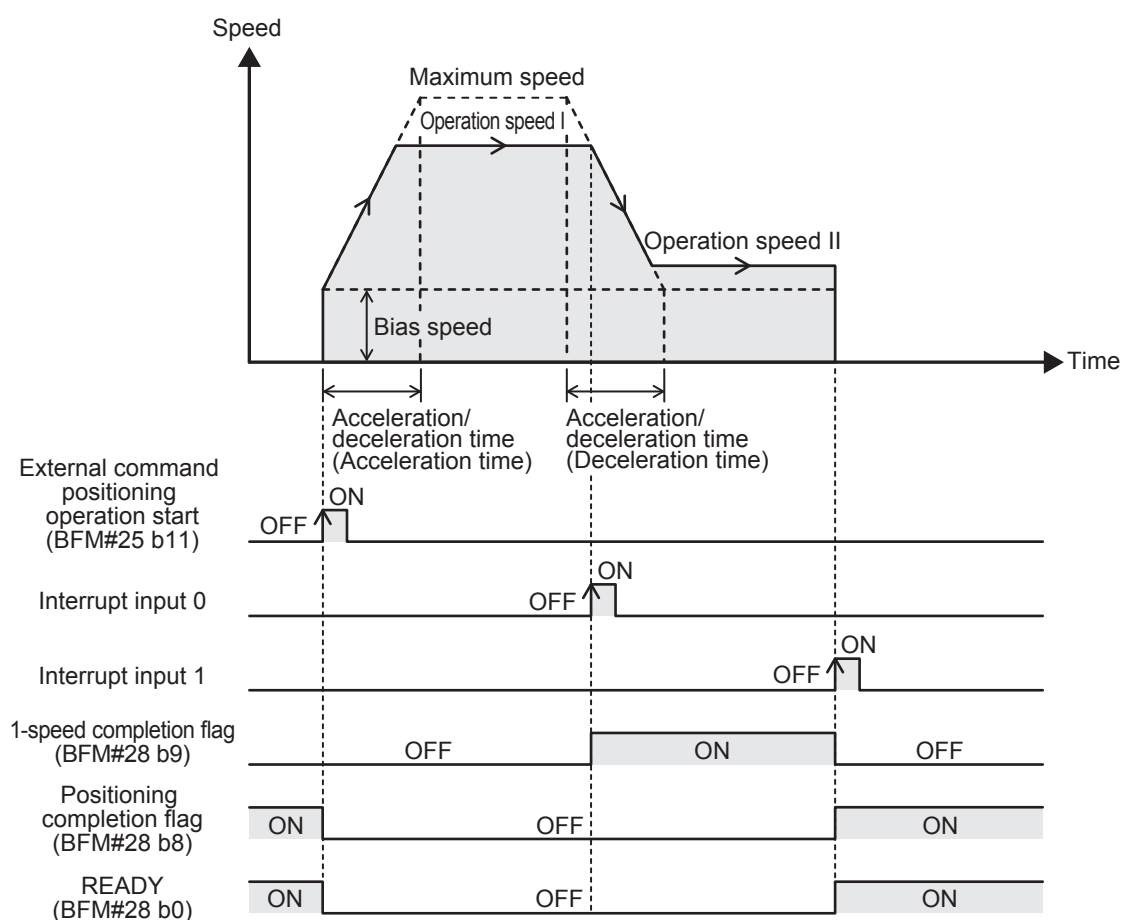 Speed
Maximum speed
Operation speed I
Operation speed II
Bias speed
Time
Acceleration/
deceleration time
(Acceleration time)
Acceleration/
deceleration time
(Deceleration time)
External command
positioning
operation start
(BFM#25 b11)
OFF
ON
Interrupt input 0
OFF
ON
Interrupt input 1
OFF
ON
1-speed completion flag
(BFM#28 b9)
OFF
ON
OFF
Positioning
completion flag
(BFM#28 b8)
ON
OFF
ON
READY
(BFM#28 b0)
ON
OFF
ON